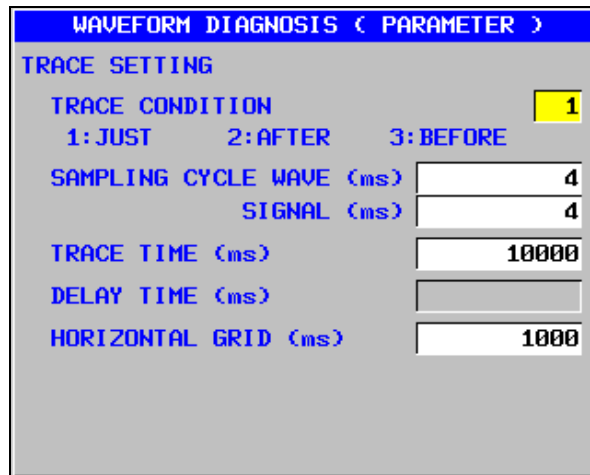 WAVEFORM DIAGNOSIS ( PARAMETER )
TRACE SETTING
TRACE CONDITION 1
1:JUST 2:AFTER 3:BEFORE
SAMPLING CYCLE WAVE (ms) 4
SIGNAL (ms) 4
TRACE TIME (ms) 10000
DELAY TIME (ms)
HORIZONTAL GRID (ms) 1000